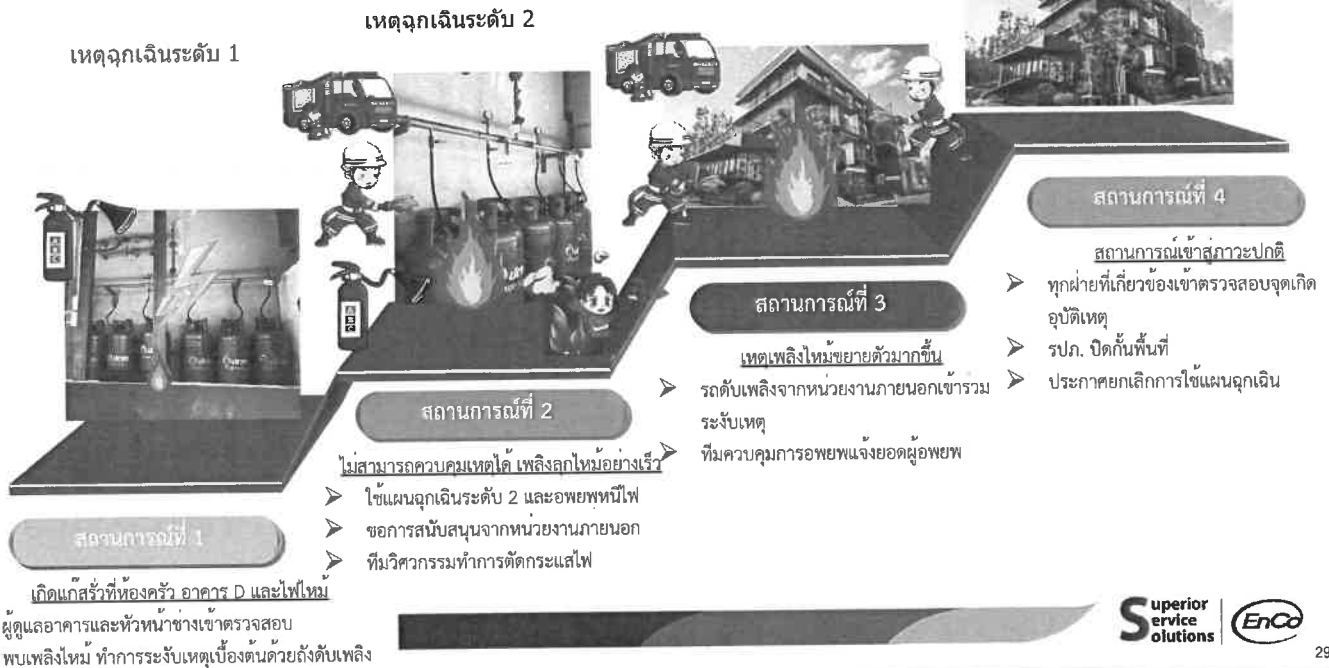 เหตุฉุกเฉินระดับ 1
เหตุฉุกเฉินระดับ 2
สถานการณ์ที่ 1
เกิดแก๊สรั่วที่ห้องครัว อาคาร D และไฟไหม้
ผู้ดูแลอาคารและหัวหน้าช่างเข้าตรวจสอบ
พบเพลิงไหม้ ทำการระงับเหตุเบื้องต้นด้วยถังดับเพลิง
สถานการณ์ที่ 2
ไม่สามารถควบคุมเหตุได้ เพลิงลุกไหม้อย่างเร็ว
➢ ใช้แผนฉุกเฉินระดับ 2 และอพยพหนีไฟ
➢ ขอการสนับสนุนจากหน่วยงานภายนอก
➢ ทีมวิศวกรรมทำการตัดกระแสไฟ
สถานการณ์ที่ 3
เหตุเพลิงไหม้ขยายตัวมากขึ้น
➢ รถดับเพลิงจากหน่วยงานภายนอกเข้ารวม
ระงับเหตุ
➢ ทีมควบคุมการอพยพแจ้งยอดผู้อพยพ
สถานการณ์ที่ 4
สถานการณ์เข้าสู่ภาวะปกติ
➢ ทุกฝ่ายที่เกี่ยวข้องเข้าตรวจสอบจุดเกิด
อุบัติเหตุ
➢ รปภ. ปิดกั้นพื้นที่
➢ ประกาศยกเลิกการใช้แผนฉุกเฉิน
Superior
Service
Solutions
EnCo
29